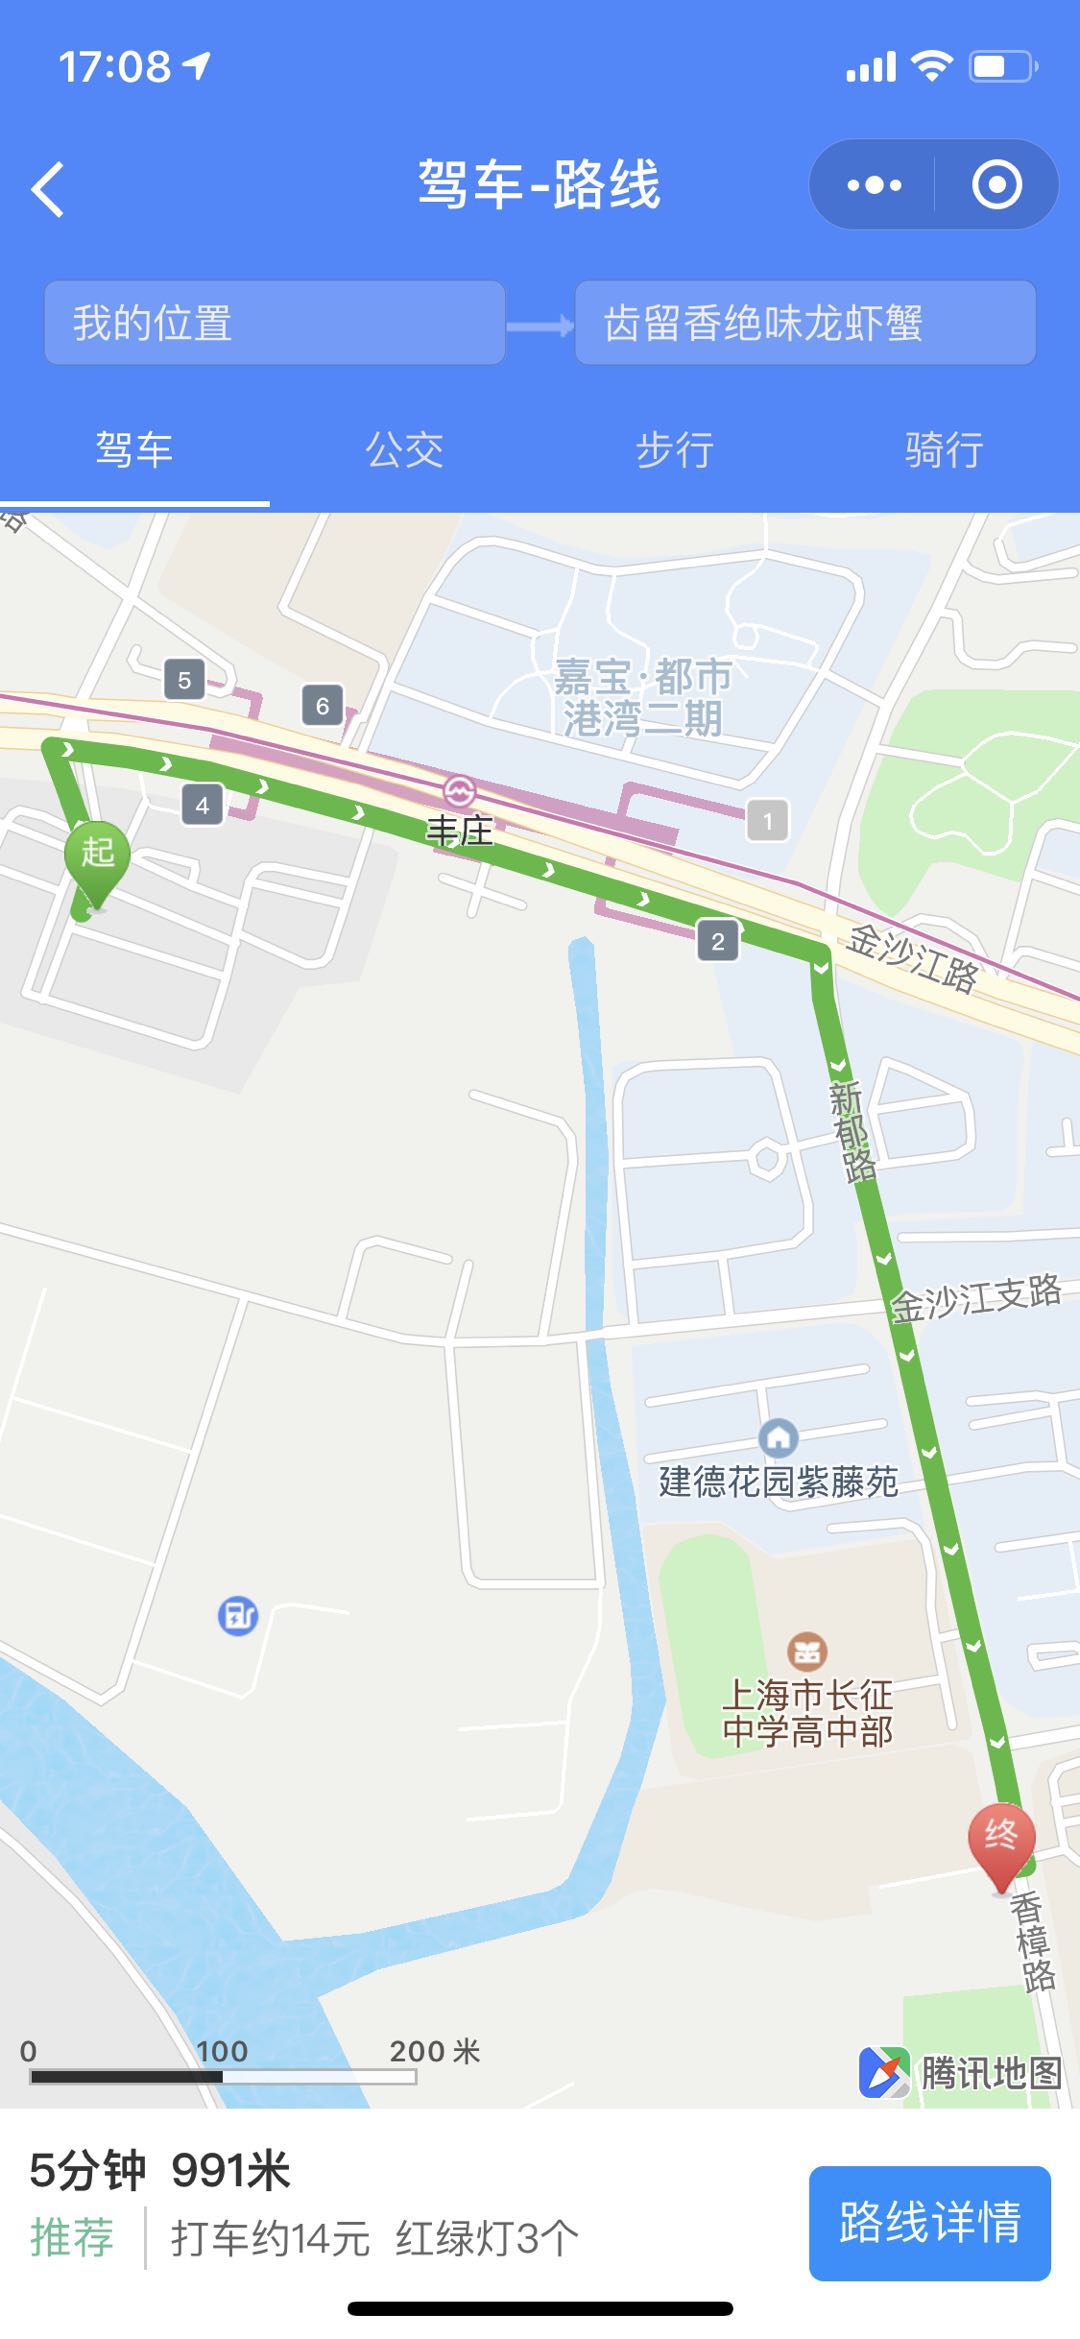 17:08
驾车-路线
我的位置
齿留香绝味龙虾蟹
驾车
公交
步行
骑行
路
5
6
嘉宝·都市
港湾二期
4
丰庄
1
起
2
金沙江路
新郁路
金沙江支路
建德花园紫藤苑
上海市长征
中学高中部
终
香樟路
0
100
200 米
腾讯地图
5分钟 991米
推荐
打车约14元 红绿灯3个
路线详情